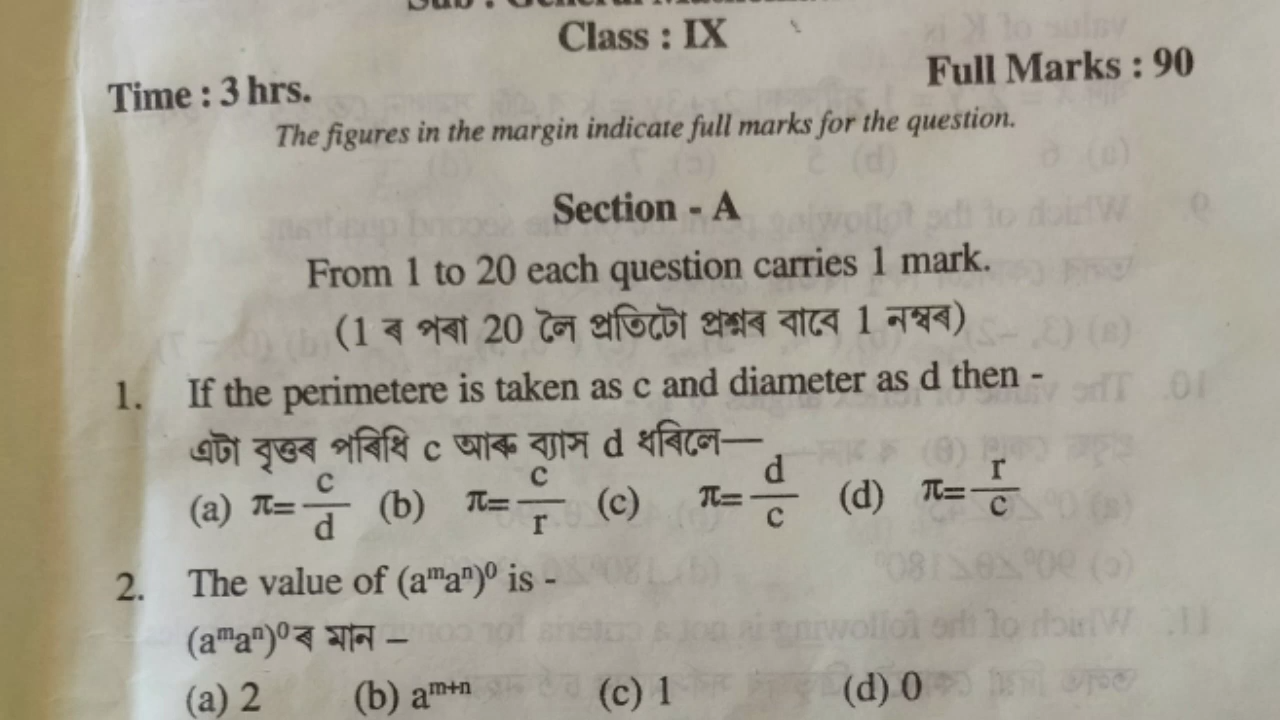 Class : IX
Time : 3 hrs.
Full Marks : 90
The figures in the margin indicate full marks for the question.
Section - A
From 1 to 20 each question carries 1 mark.
(1 ৰ পৰা 20 লৈ প্ৰতিটো প্ৰশ্নৰ বাবে 1 নম্বৰ)
1. If the perimetere is taken as c and diameter as d then -
এটা বৃত্তৰ পৰিধি c আৰু ব্যাস d ধৰিলে—
(a) π=c/d (b) π=c/r (c) π=d/c (d) π=r/c
2. The value of (aᵐaⁿ)⁰ is -
(aᵐaⁿ)⁰ৰ মান –
(a) 2 (b) aᵐ⁺ⁿ (c) 1 (d) 0